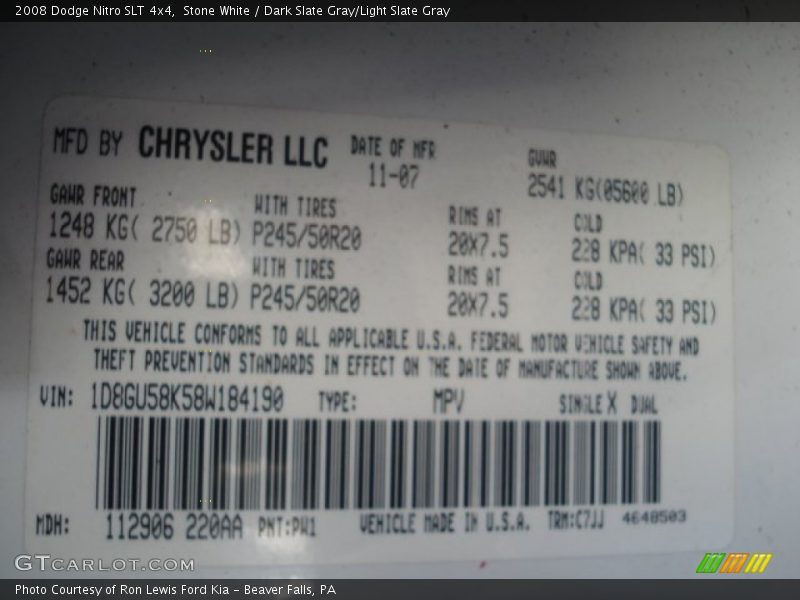 2008 Dodge Nitro SLT 4x4,  Stone White / Dark Slate Gray/Light Slate Gray
MFD BY CHRYSLER LLC DATE OF MFR GVWR
11-07 2541 KG(05600 LB)
GAWR FRONT WITH TIRES RIMS AT COLD
1248 KG( 2750 LB) P245/50R20 20X7.5 228 KPA( 33 PSI)
GAWR REAR WITH TIRES RIMS AT COLD
1452 KG( 3200 LB) P245/50R20 20X7.5 228 KPA( 33 PSI)
THIS VEHICLE CONFORMS TO ALL APPLICABLE U.S.A. FEDERAL MOTOR VEHICLE SAFETY AND
THEFT PREVENTION STANDARDS IN EFFECT ON THE DATE OF MANUFACTURE SHOWN ABOVE.
VIN: 1D8GU58K58W184190 TYPE: MPV SINGLE X DUAL
MDH: 112906 220AA PNT:PW1 VEHICLE MADE IN U.S.A. TRM:C7JJ 4648503
GTCARLOT.COM
Photo Courtesy of Ron Lewis Ford Kia - Beaver Falls, PA